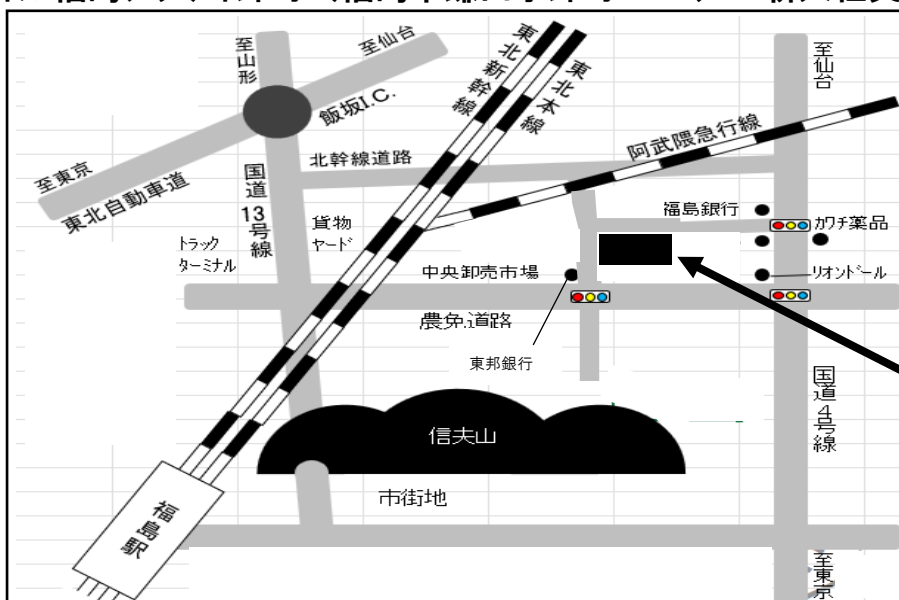 至山形
至仙台
東北新幹線
東北本線
至仙台
飯坂I.C.
阿武隈急行線
北幹線道路
至東京
東北自動車道
国道13号線
貨物
ヤード
福島銀行
カワチ薬品
トラック
ターミナル
中央卸売市場
リオンドール
農免道路
東邦銀行
国道4号線
信夫山
市街地
福島駅
至東京